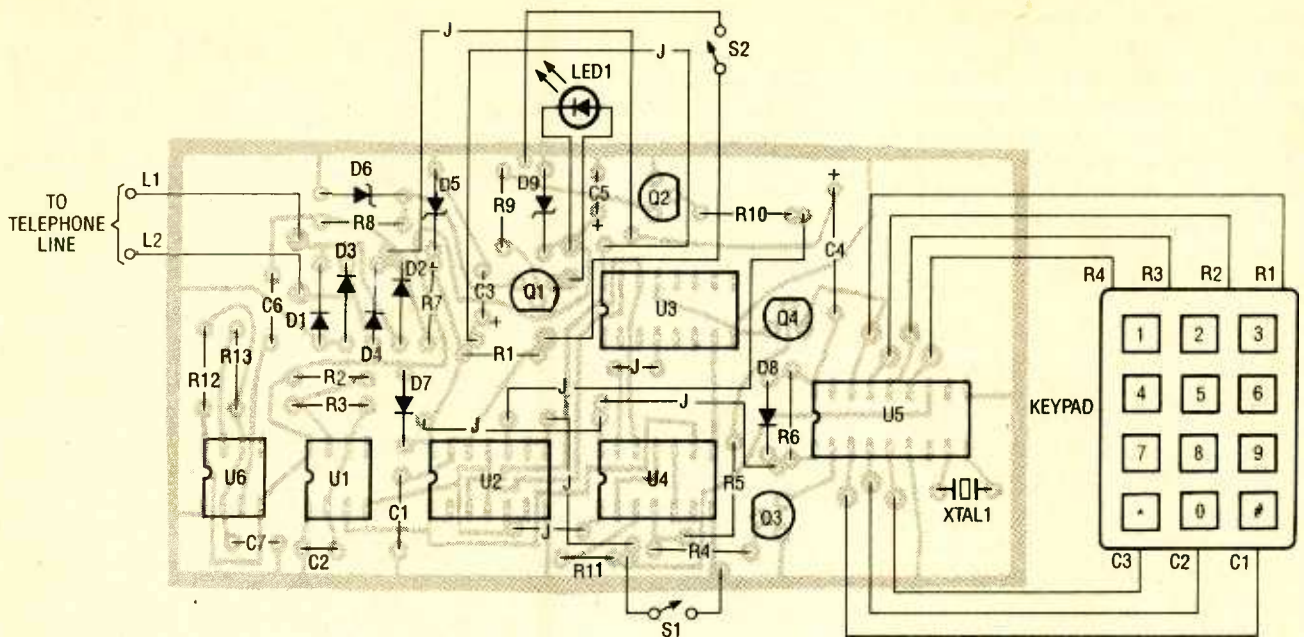 J
J
S2
LED1
L1
TO
TELEPHONE
LINE
L2
D6
D5
R9
D9
C5
+
Q2
R10
+
C4
R8
D3
D2
+
R7
C3
+
Q1
U3
Q4
C6
D1
D4
R1
R12
R13
R2
R3
D7
J
J
J
J
D8
R6
U5
R4 R3 R2 R1
KEYPAD
1 2 3
4 5 6
7 8 9
* 0 #
C3 C2 C1
U6
U1
U2
J
U4
R5
Q3
XTAL1
C1
J
C7
C2
R11
R4
S1